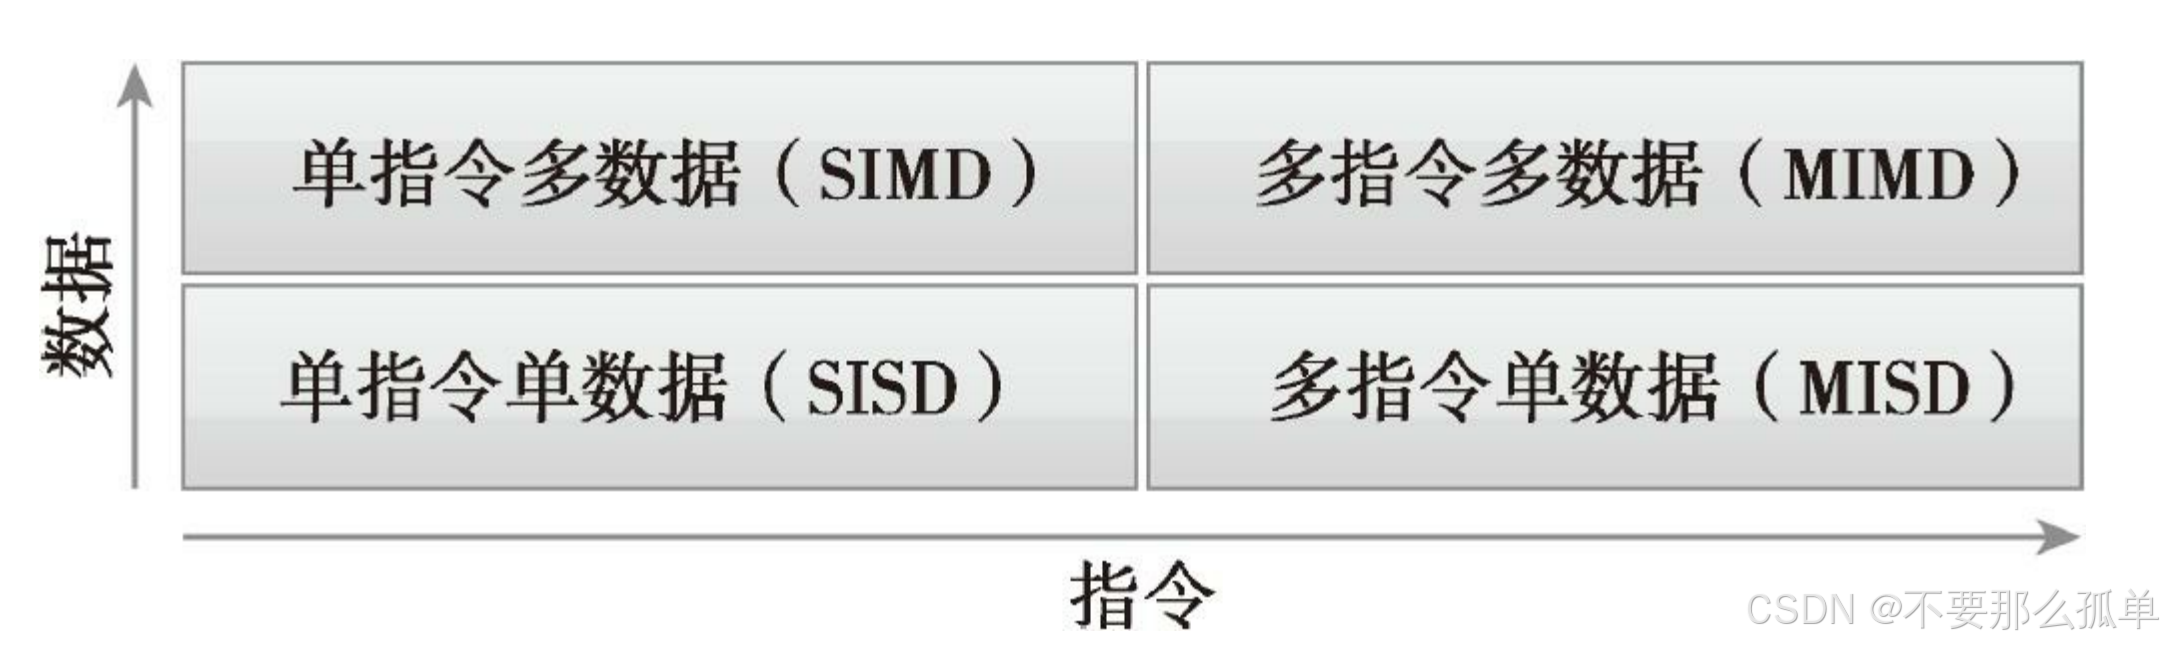 单指令多数据（SIMD）
多指令多数据（MIMD）
数据
单指令单数据（SISD）
多指令单数据（MISD）
指令
CSDN @不要那么孤单